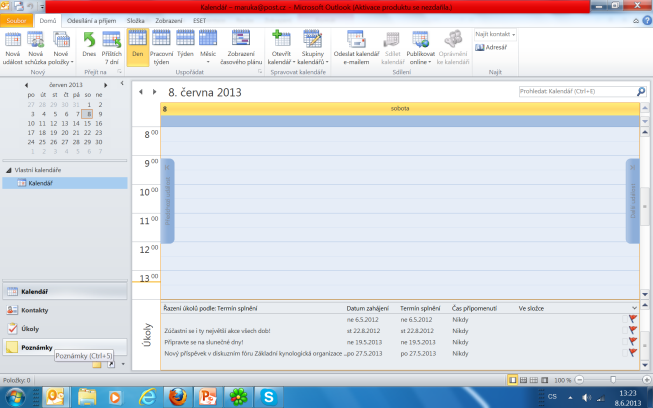 Kalendář – maruka@post.cz – Microsoft Outlook (Aktivace produktu se nezdařila.)
Soubor Domů Odeslání a příjem Složka Zobrazení ESET
Nová událost Nová schůzka Nové položky
Dnes Příštích 7 dní
Den Pracovní týden Týden Měsíc Zobrazení časového plánu
Otevřít kalendář Skupiny kalendářů
Odeslat kalendář e-mailem Sdílet kalendář Publikovat online Oprávnění ke kalendáři
Najít kontakt
Adresář
Nový Přejít na Uspořádat Spravovat kalendáře Sdílení Najít
červen 2013
po út st čt pá so ne
27 28 29 30 31 1 2
3 4 5 6 7 8 9
10 11 12 13 14 15 16
17 18 19 20 21 22 23
24 25 26 27 28 29 30
1 2 3 4 5 6 7
Vlastní kalendáře
Kalendář
8. června 2013
Prohledat Kalendář (Ctrl+E)
8 sobota
8 00
9 00
10 00
11 00
12 00
13 00
Předchozí událost
Další událost
Kalendář
Kontakty
Úkoly
Poznámky
Poznámky (Ctrl+5)
Úkoly
Řazení úkolů podle: Termín splnění Datum zahájení Termín splnění Čas připomenutí Ve složce
ne 6.5.2012 ne 6.5.2012 Nikdy
Zúčastni se i ty největší akce všech dob! st 22.8.2012 st 22.8.2012 Nikdy
Připravte se na slunečné dny! ne 19.5.2013 ne 19.5.2013 Nikdy
Nový příspěvek v diskuzním fóru Základní kynologická organizace ... po 27.5.2013 po 27.5.2013 Nikdy
Položky: 0
100 %
CS
13:23
8.6.2013